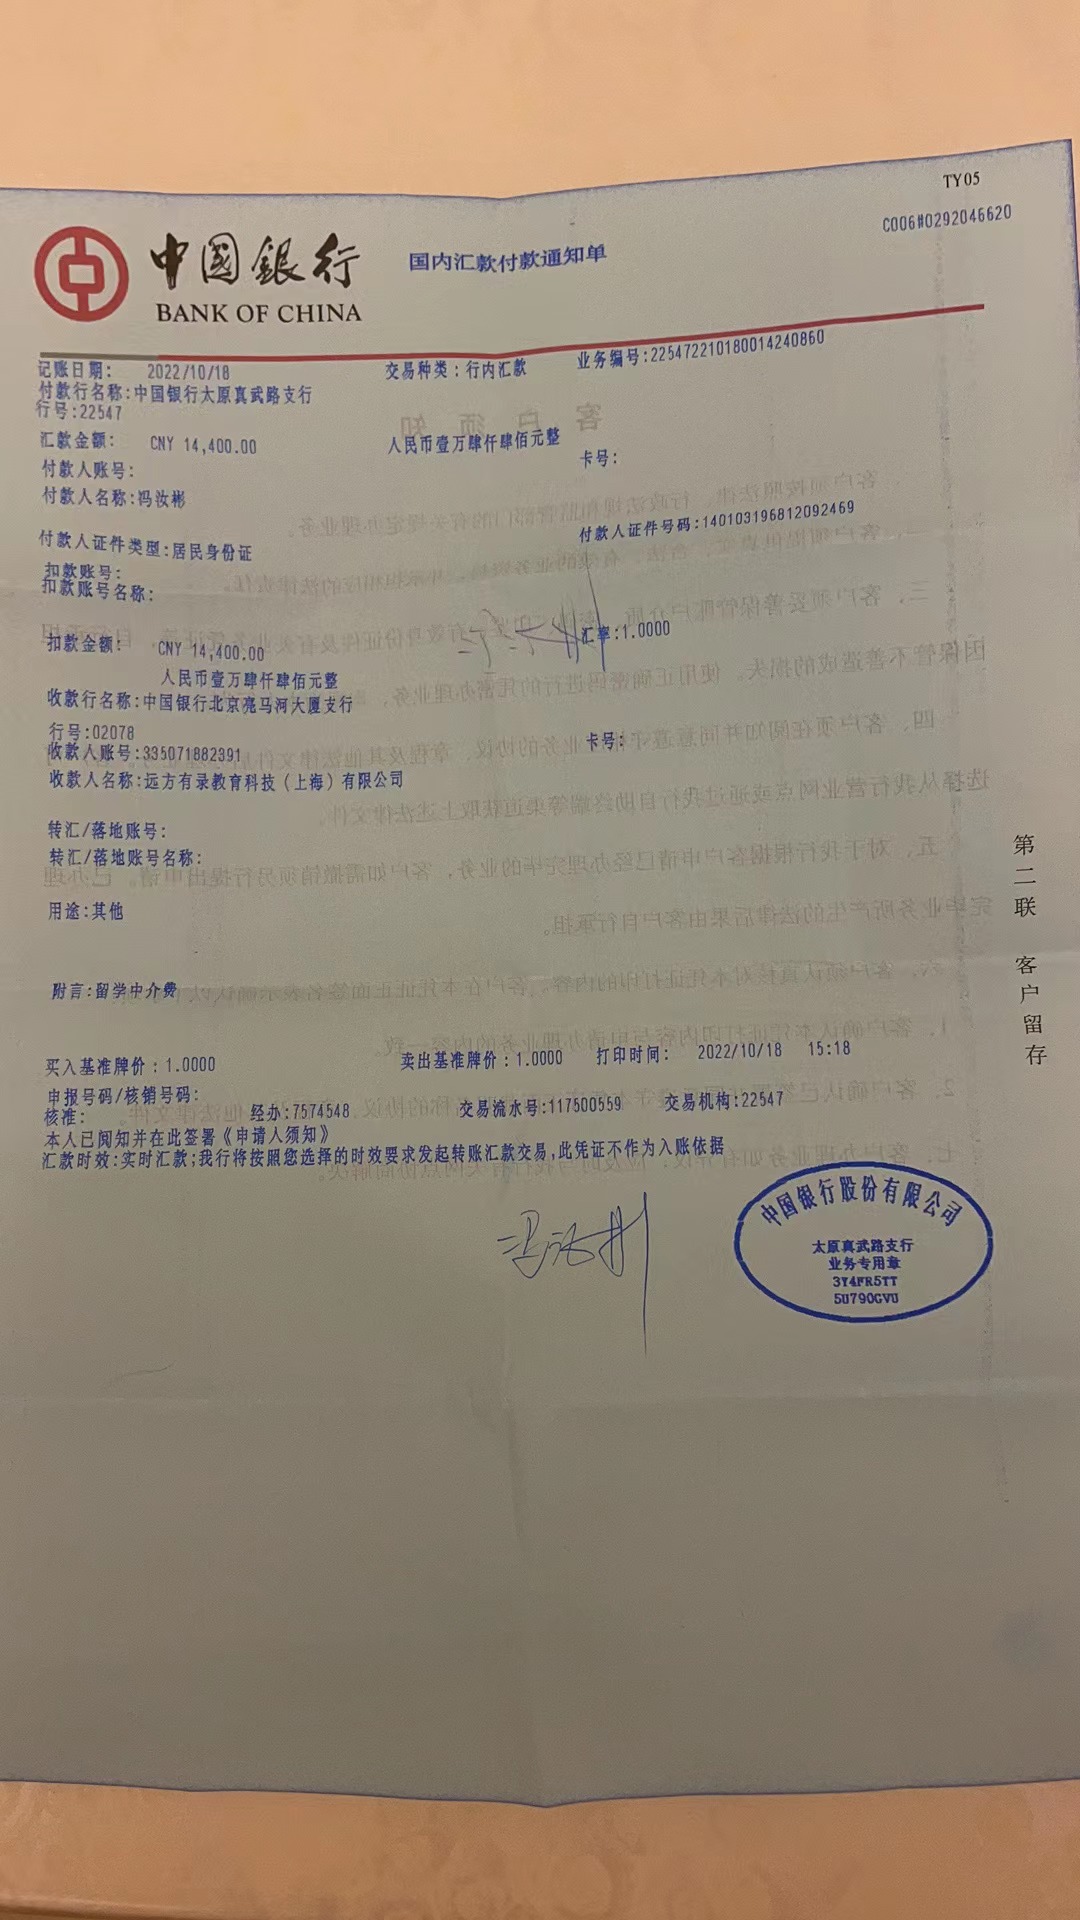 TY05
C006#0292046620
中国銀行
BANK OF CHINA
国内汇款付款通知单
记账日期: 2022/10/18 交易种类:行内汇款 业务编号:225472210180014240860
付款行名称:中国银行太原真武路支行
行号:22547
汇款金额: CNY 14,400.00 人民币壹万肆仟肆佰元整
付款人账号: 卡号:
付款人名称:冯汝彬
付款人证件类型:居民身份证 付款人证件号码:140103196812092469
扣款账号:
扣款账号名称:
扣款金额: CNY 14,400.00 汇率:1.0000
人民币壹万肆仟肆佰元整
收款行名称:中国银行北京亮马河大厦支行
行号:02078
收款人账号:335071882391 卡号:
收款人名称:远方有录教育科技(上海)有限公司
转汇/落地账号:
转汇/落地账号名称:
用途:其他
附言:留学中介费
买入基准牌价:1.0000 卖出基准牌价:1.0000 打印时间: 2022/10/18 15:18
申报号码/核销号码:
核准: 经办:7574548 交易流水号:117500559 交易机构:22547
本人已阅知并在此签署《申请人须知》
汇款时效:实时汇款;我行将按照您选择的时效要求发起转账汇款交易,此凭证不作为入账依据
中国银行股份有限公司
太原真武路支行
业务专用章
3Y4FR5TT
5U790GVU
第二联 客户留存